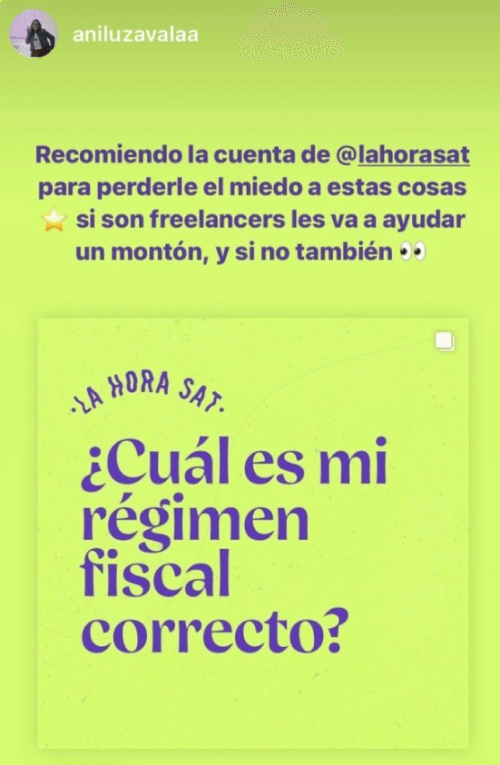 aniluzavalaa
Recomiendo la cuenta de @lahorasat
para perderle el miedo a estas cosas
⭐ si son freelancers les va a ayudar
un montón, y si no también 👀
·LA HORA SAT·
¿Cuál es mi
régimen
fiscal
correcto?